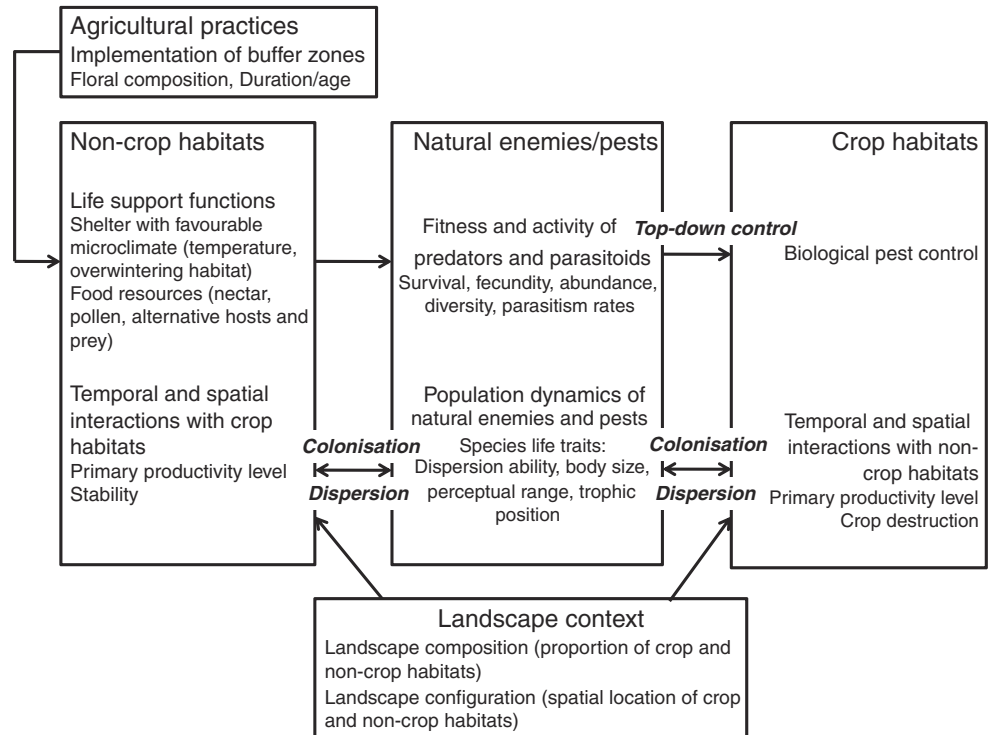 Agricultural practices
Implementation of buffer zones
Floral composition, Duration/age
Non-crop habitats
Life support functions
Shelter with favourable
microclimate (temperature,
overwintering habitat)
Food resources (nectar,
pollen, alternative hosts and
prey)
Temporal and spatial
interactions with crop
habitats
Primary productivity level
Stability
Colonisation
Dispersion
Natural enemies/pests
Fitness and activity of
predators and parasitoids
Survival, fecundity, abundance,
diversity, parasitism rates
Population dynamics of
natural enemies and pests
Species life traits:
Dispersion ability, body size,
perceptual range, trophic
position
Top-down control
Colonisation
Dispersion
Crop habitats
Biological pest control
Temporal and spatial
interactions with non-
crop habitats
Primary productivity level
Crop destruction
Landscape context
Landscape composition (proportion of crop and
non-crop habitats)
Landscape configuration (spatial location of crop
and non-crop habitats)